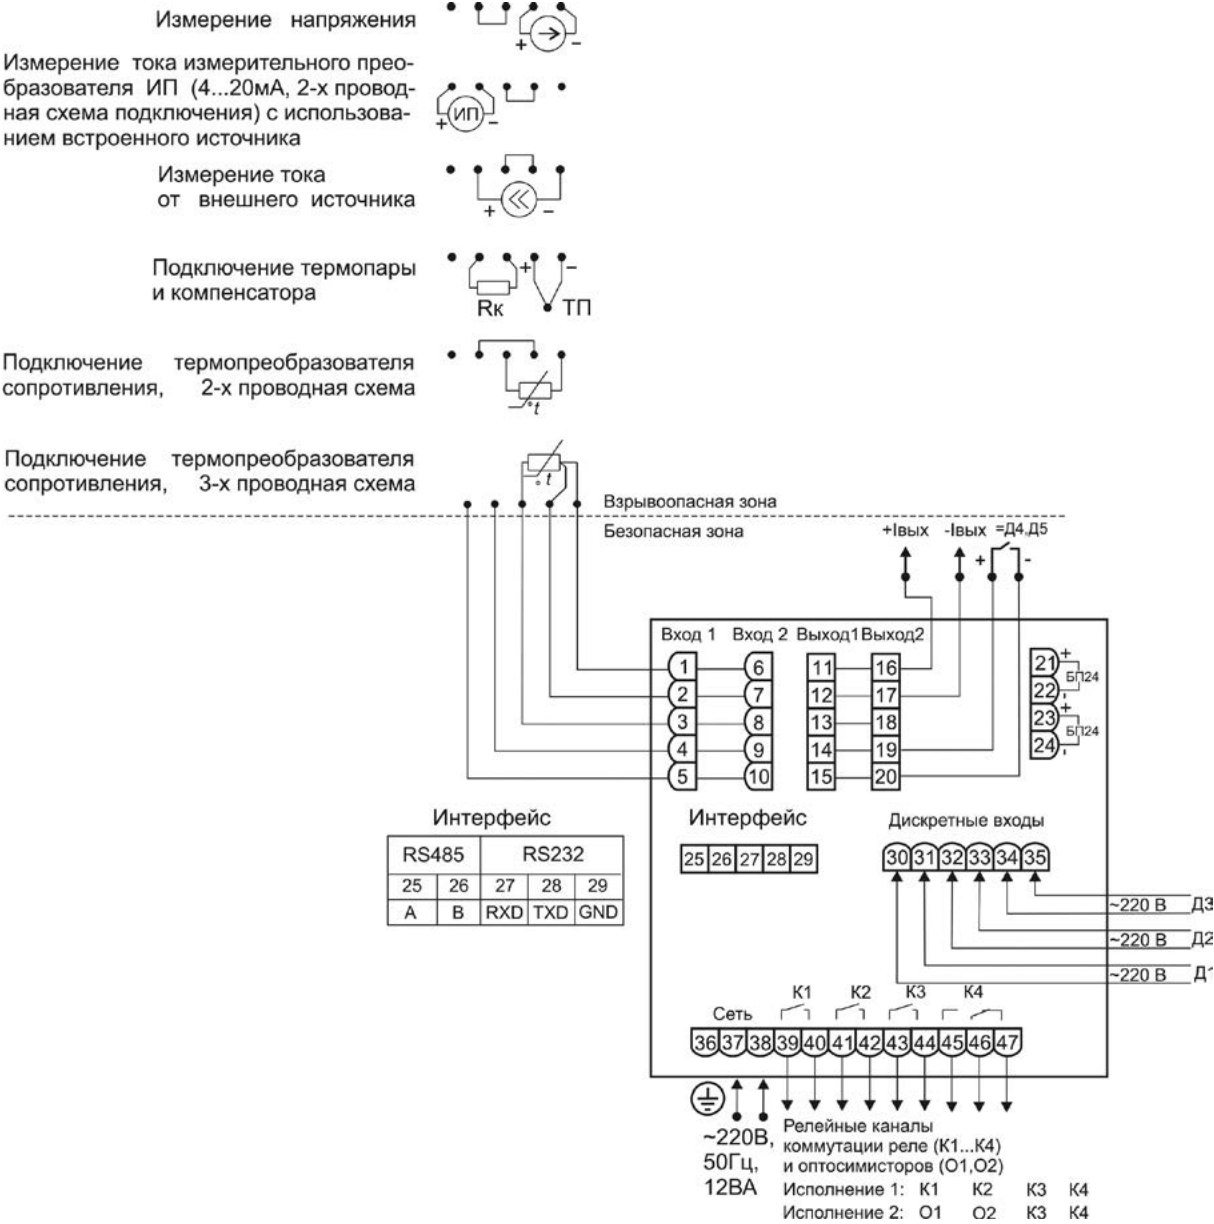 Измерение напряжения
+ −
Измерение тока измерительного прео-
бразователя ИП (4...20мА, 2-х провод-
ная схема подключения) с использова-
нием встроенного источника
ИП
+ −
Измерение тока
от внешнего источника
+ −
Подключение термопары
и компенсатора
+ −
Rк ТП
Подключение термопреобразователя
сопротивления, 2-х проводная схема
°t
Подключение термопреобразователя
сопротивления, 3-х проводная схема
°t
Взрывоопасная зона
Безопасная зона
+Iвых -Iвых =Д4,Д5
+ -
Вход 1 Вход 2 Выход1 Выход2
1 6 11 16
2 7 12 17
3 8 13 18
4 9 14 19
5 10 15 20
21 +
БП24
22 -
23 +
БП24
24 -
Интерфейс
RS485 RS232
25 26 27 28 29
A B RXD TXD GND
Интерфейс
25 26 27 28 29
Дискретные входы
30 31 32 33 34 35
~220 В Д3
~220 В Д2
~220 В Д1
К1 К2 К3 К4
Сеть
36 37 38 39 40 41 42 43 44 45 46 47
~220В,
50Гц,
12ВА
Релейные каналы
коммутации реле (К1...К4)
и оптосимисторов (О1,О2)
Исполнение 1: К1 К2 К3 К4
Исполнение 2: О1 О2 К3 К4